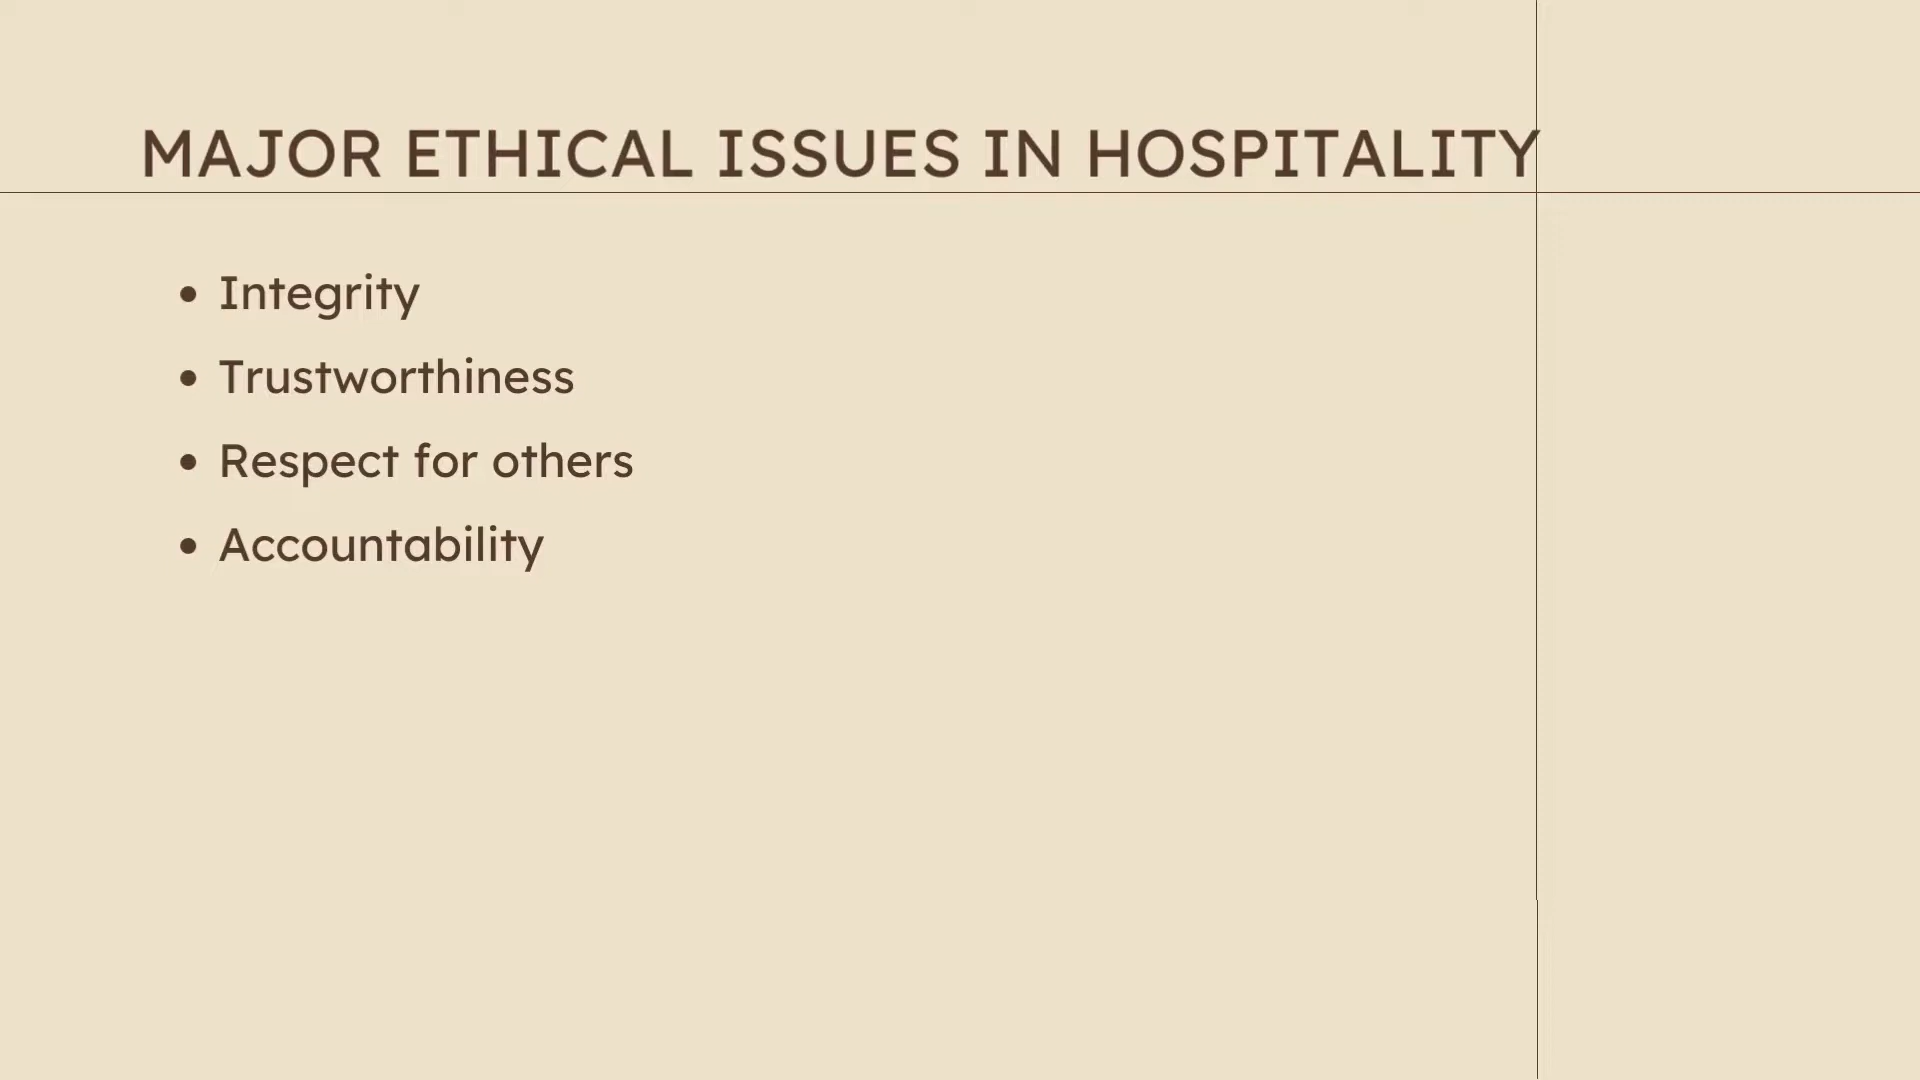 MAJOR ETHICAL ISSUES IN HOSPITALITY
• Integrity
• Trustworthiness
• Respect for others
• Accountability